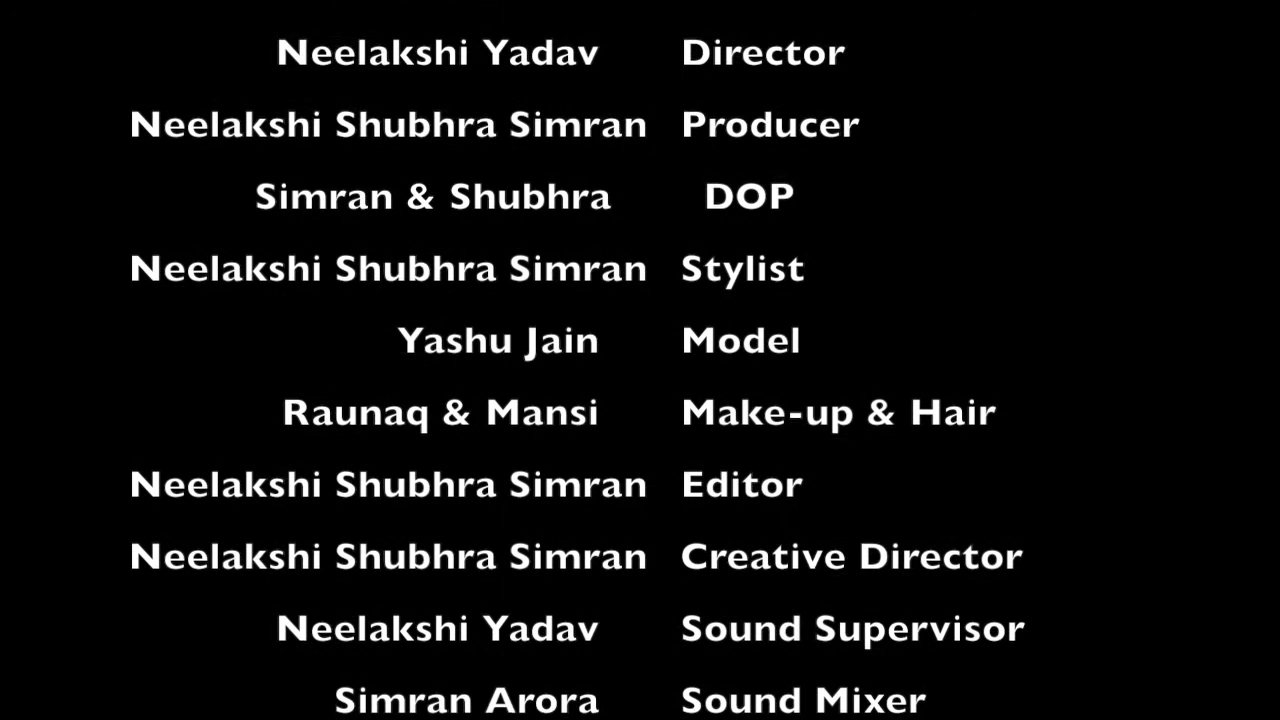 Neelakshi Yadav Director
Neelakshi Shubhra Simran Producer
Simran & Shubhra DOP
Neelakshi Shubhra Simran Stylist
Yashu Jain Model
Raunaq & Mansi Make-up & Hair
Neelakshi Shubhra Simran Editor
Neelakshi Shubhra Simran Creative Director
Neelakshi Yadav Sound Supervisor
Simran Arora Sound Mixer